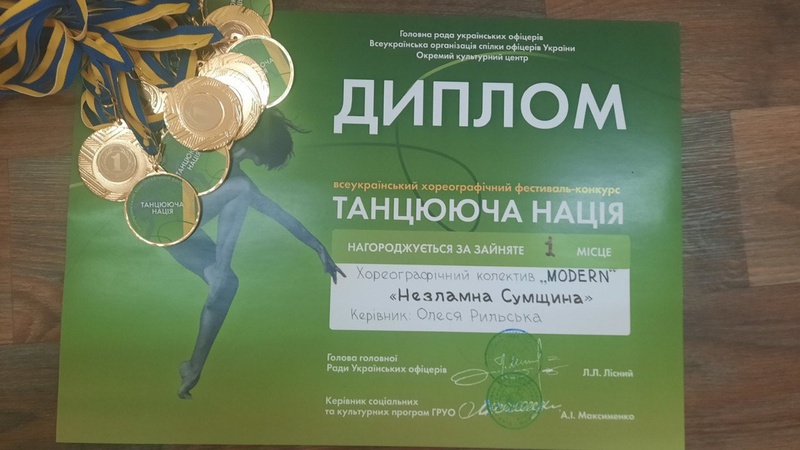 Головна рада українських офіцерів
Всеукраїнська організація спілки офіцерів України
Окремий культурний центр
ДИПЛОМ
всеукраїнський хореографічний фестиваль-конкурс
ТАНЦЮЮЧА НАЦІЯ
НАГОРОДЖУЄТЬСЯ ЗА ЗАЙНЯТЕ і МІСЦЕ
Хореографічний колектив „MODERN"
«Незламна Сумщина»
Керівник: Олеся Рильська
Голова головної
Ради Українських офіцерів
Л.Л. Лісний
Керівник соціальних
та культурних програм ГРУО
А.І. Максименко
1
ТАНЦЮЮЧА
НАЦІЯ
ТАНЦЮЮЧА
НАЦІЯ